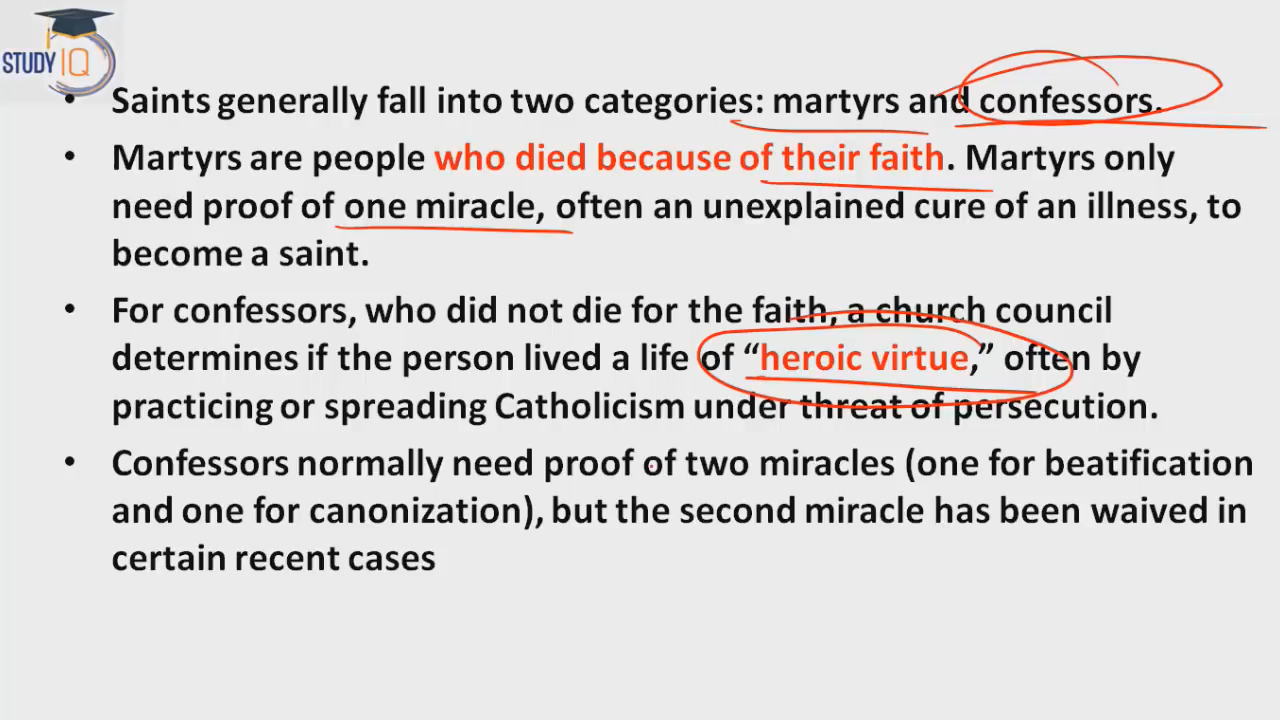 STUDY IQ
• Saints generally fall into two categories: martyrs and confessors.
• Martyrs are people who died because of their faith. Martyrs only
need proof of one miracle, often an unexplained cure of an illness, to
become a saint.
• For confessors, who did not die for the faith, a church council
determines if the person lived a life of “heroic virtue,” often by
practicing or spreading Catholicism under threat of persecution.
• Confessors normally need proof of two miracles (one for beatification
and one for canonization), but the second miracle has been waived in
certain recent cases